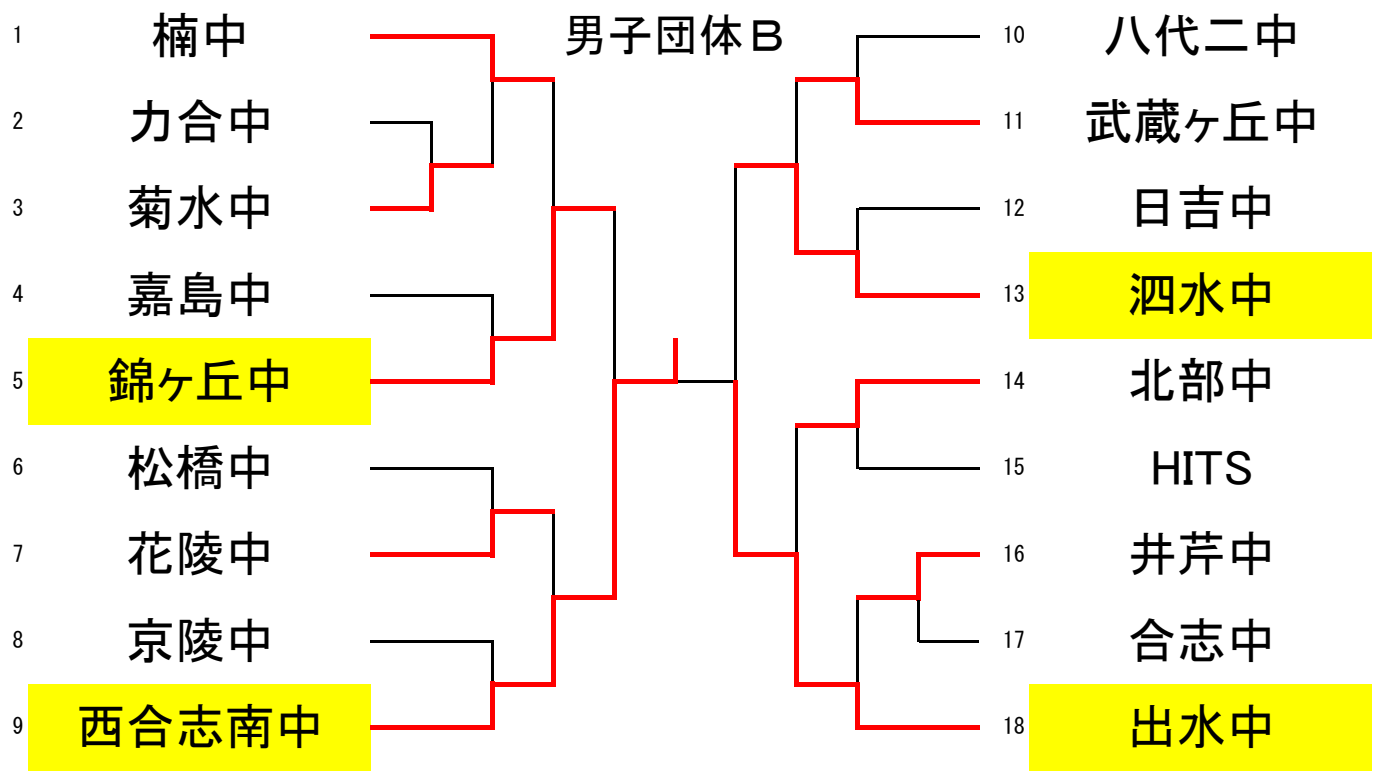 男子団体B
1 楠中
2 力合中
3 菊水中
4 嘉島中
5 錦ヶ丘中
6 松橋中
7 花陵中
8 京陵中
9 西合志南中
10 八代二中
11 武蔵ヶ丘中
12 日吉中
13 泗水中
14 北部中
15 HITS
16 井芹中
17 合志中
18 出水中